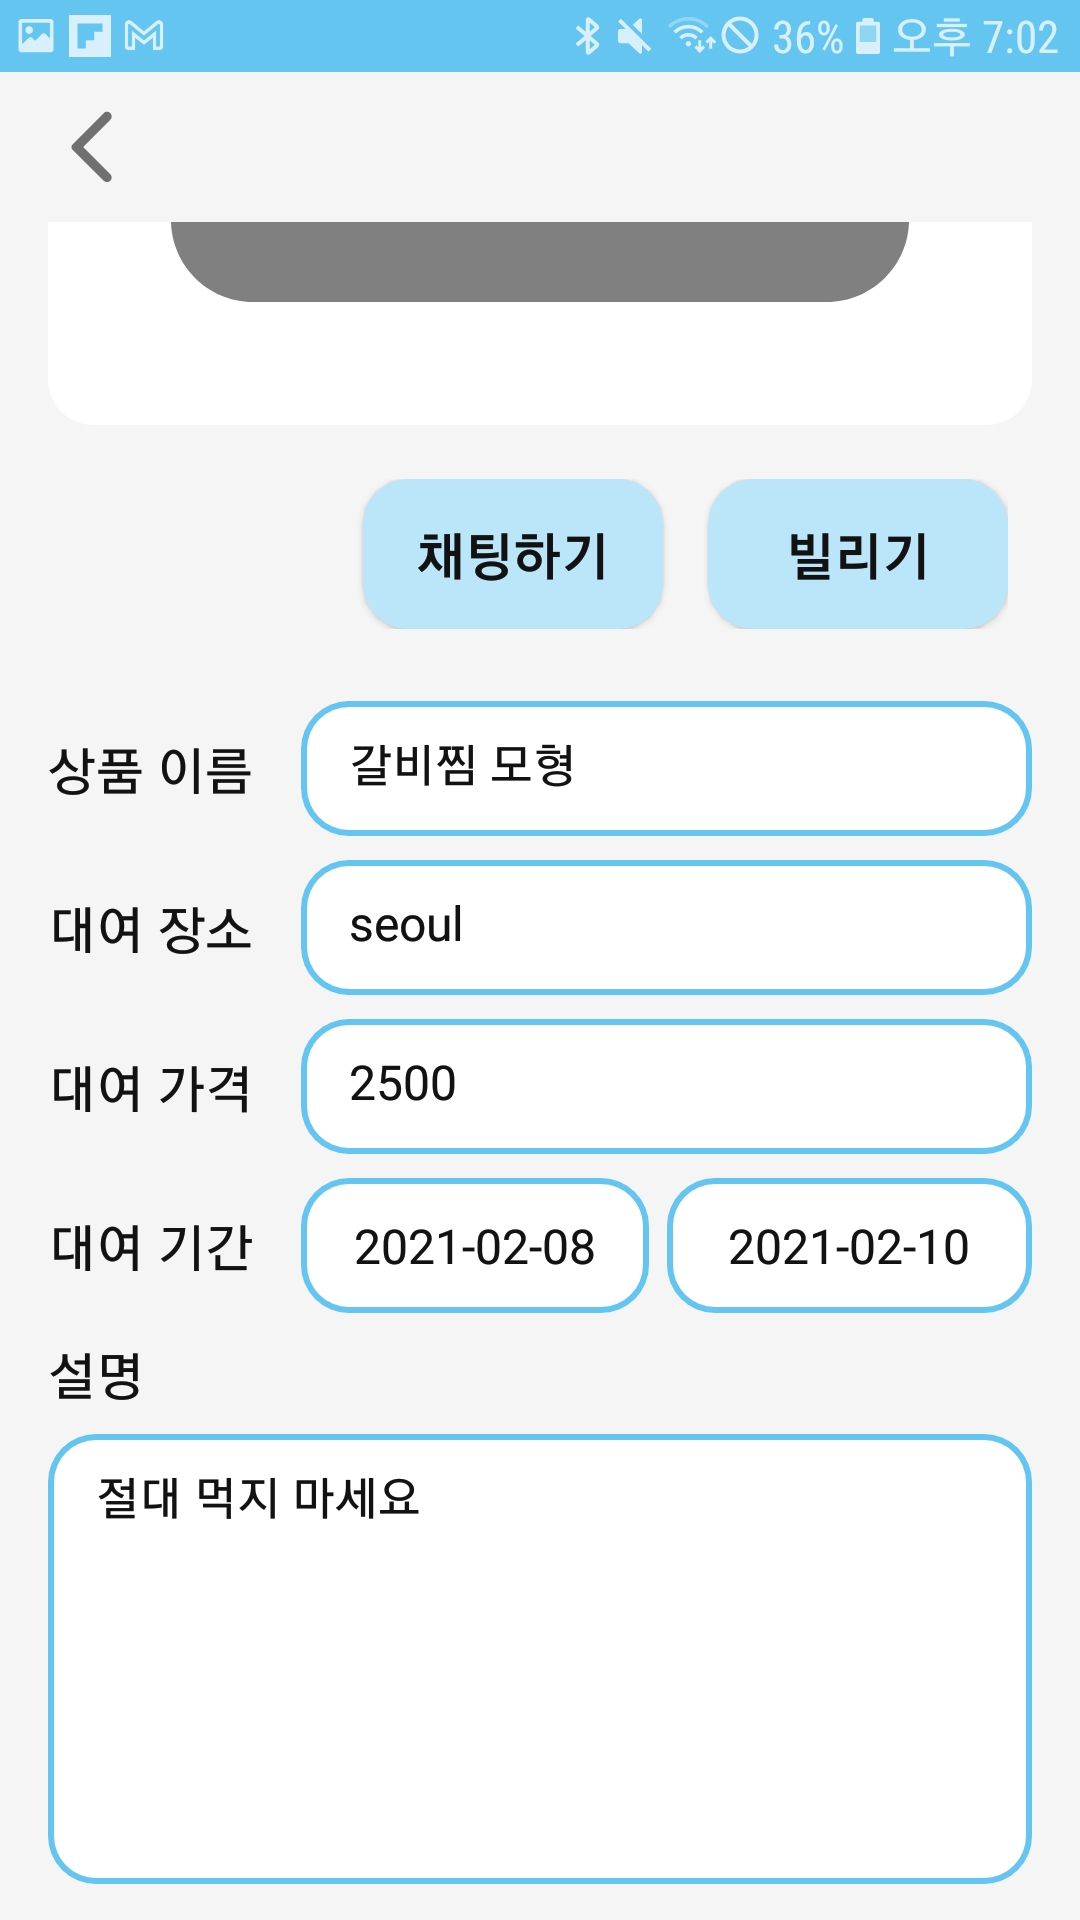 36% 오후 7:02
채팅하기 빌리기
상품 이름 갈비찜 모형
대여 장소 seoul
대여 가격 2500
대여 기간 2021-02-08 2021-02-10
설명
절대 먹지 마세요